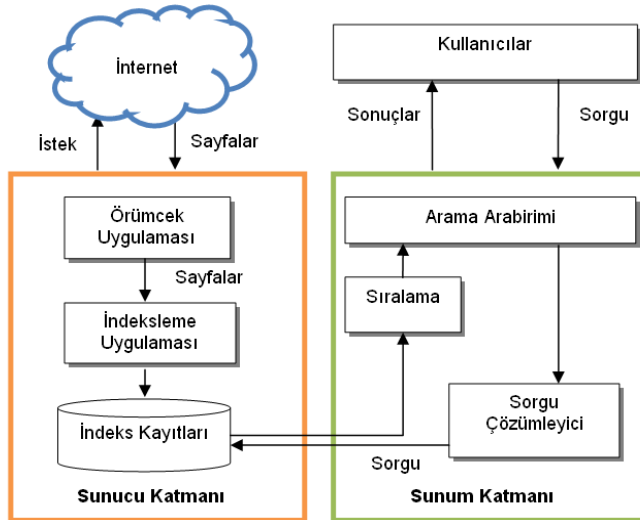 İnternet
İstek
Sayfalar
Örümcek
Uygulaması
Sayfalar
İndeksleme
Uygulaması
İndeks Kayıtları
Sunucu Katmanı
Kullanıcılar
Sonuçlar
Sorgu
Arama Arabirimi
Sıralama
Sorgu
Çözümleyici
Sorgu
Sunum Katmanı